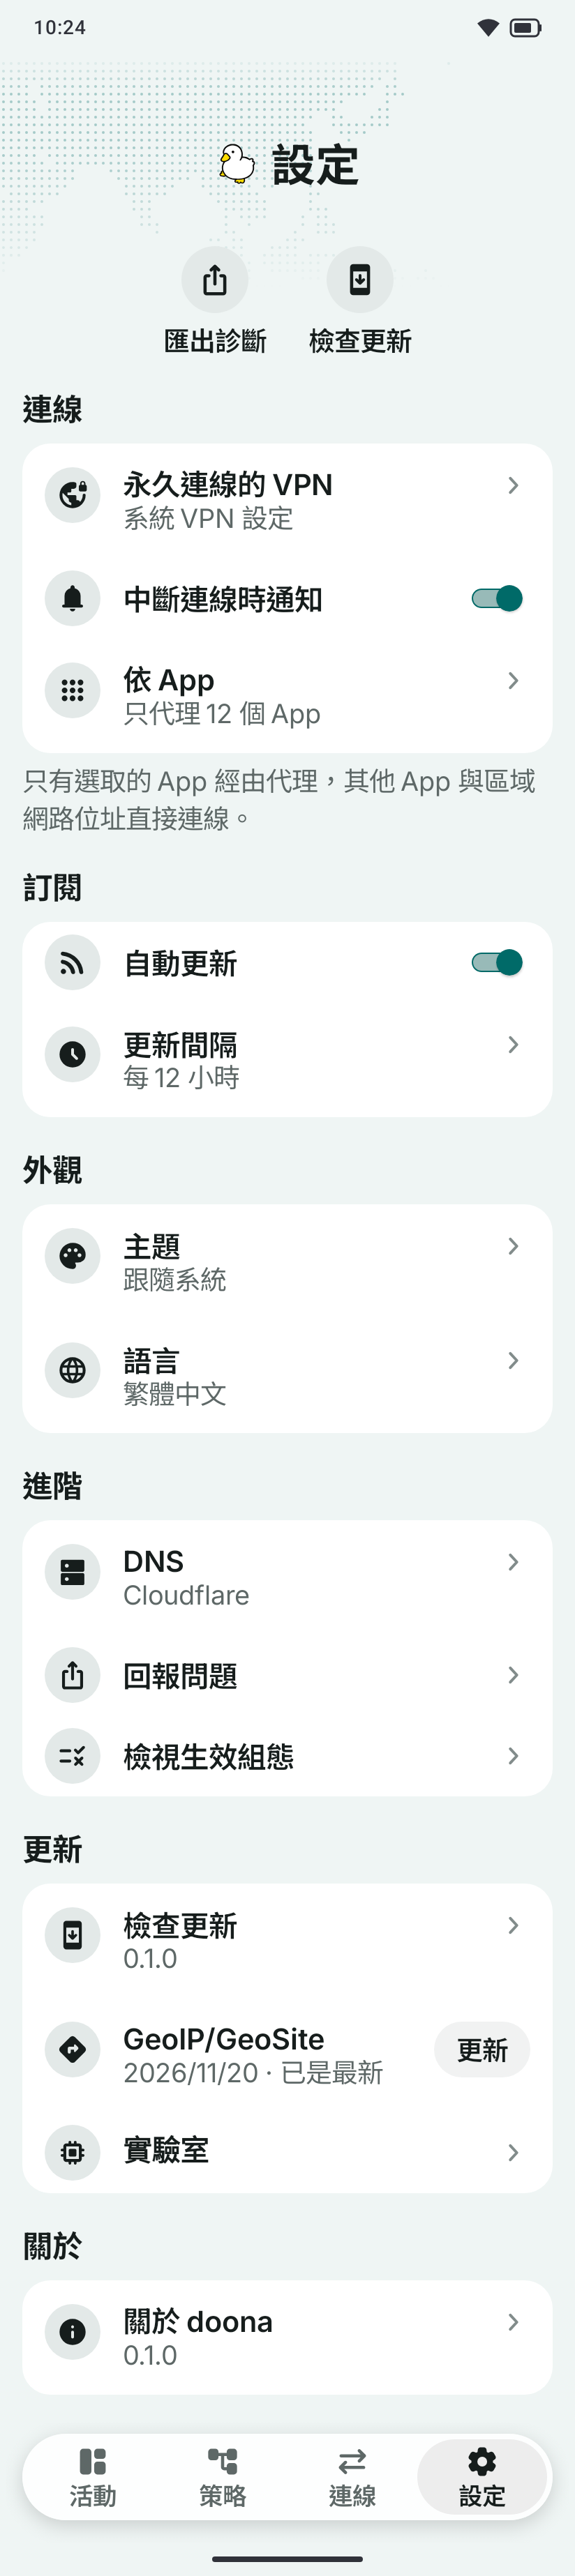 10:24
設定
匯出診斷
檢查更新
連線
永久連線的 VPN
系統 VPN 設定
中斷連線時通知
依 App
只代理 12 個 App
只有選取的 App 經由代理，其他 App 與區域
網路位址直接連線。
訂閱
自動更新
更新間隔
每 12 小時
外觀
主題
跟隨系統
語言
繁體中文
進階
DNS
Cloudflare
回報問題
檢視生效組態
更新
檢查更新
0.1.0
GeoIP/GeoSite
2026/11/20 · 已是最新
更新
實驗室
關於
關於 doona
0.1.0
活動
策略
連線
設定